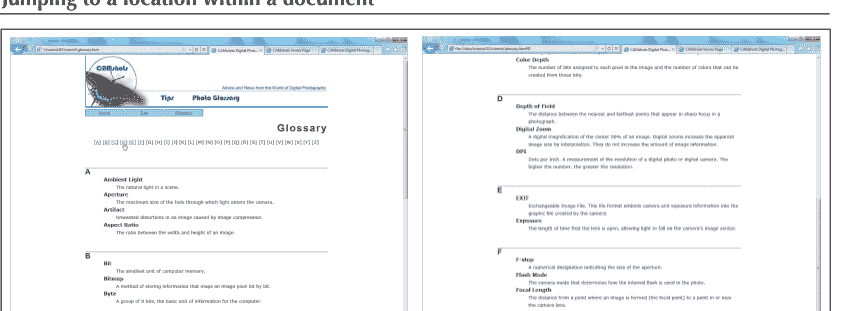 Jumping to a location within a document
CAMshots
Advice and News from the World of Digital Photography
Tips Photo Glossary
Home Tips Glossary
Glossary
[A] [B] [C] [D] [E] [F] [G] [H] [I] [J] [K] [L] [M] [N] [O] [P] [Q] [R] [S] [T] [U] [V] [W] [X] [Y] [Z]
A
Ambient Light
The natural light in a scene.
Aperture
The maximum size of the hole through which light enters the camera.
Artifact
Unwanted distortions in an image caused by image compression.
Aspect Ratio
The ratio between the width and height of an image.
B
Bit
The smallest unit of computer memory.
Bitmap
A method of storing information that maps an image pixel bit by bit.
Byte
A group of 8 bits, the basic unit of information for the computer.
Color Depth
The number of bits assigned to each pixel in the image and the number of colors that can be
created from those bits.
D
Depth of Field
The distance between the nearest and farthest points that appear in sharp focus in a
photograph.
Digital Zoom
A digital magnification of the center 50% of an image. Digital zooms increase the apparent
image size by interpolation. They do not increase the amount of image information.
DPI
Dots per Inch. A measurement of the resolution of a digital photo or digital camera. The
higher the number, the greater the resolution.
E
EXIF
Exchangeable Image File. This file format embeds camera and exposure information into the
graphic file created by the camera.
Exposure
The length of time that the lens is open, allowing light to fall on the camera's image sensor.
F
F-stop
A numerical designation indicating the size of the aperture.
Flash Mode
The camera mode that determines how the internal flash is used in the photo.
Focal Length
The distance from a point where an image is formed (the focal point) to a point in or near
the camera lens.